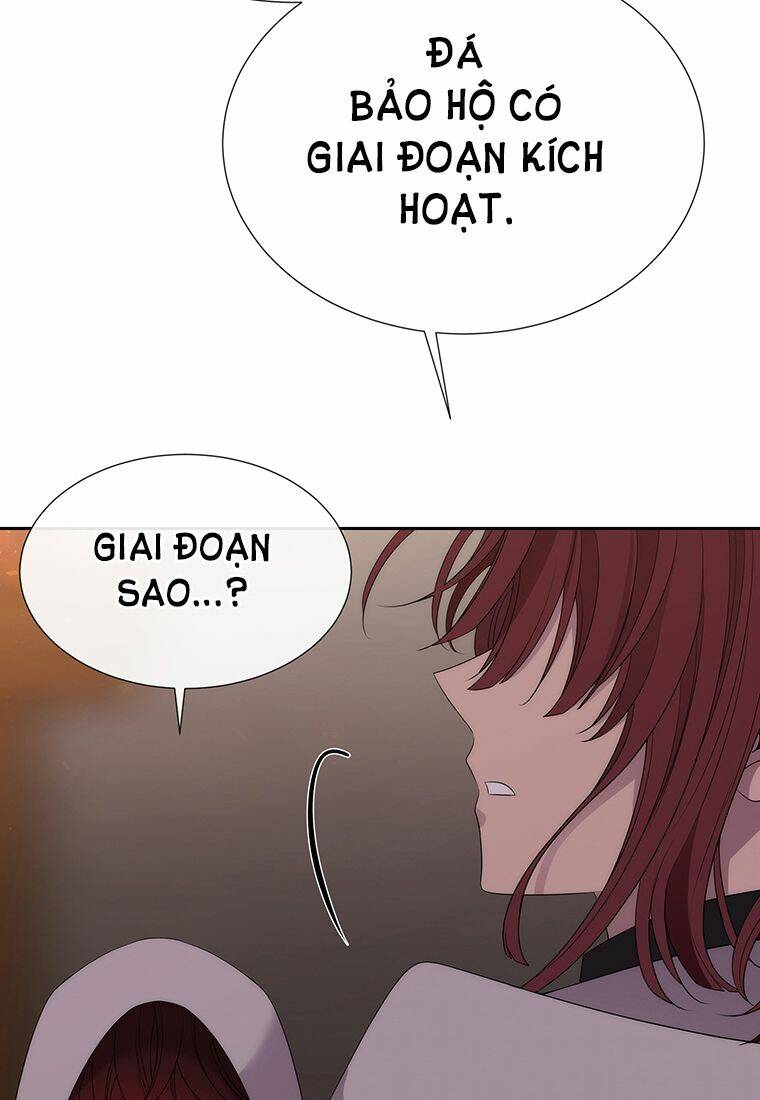 ĐÁ
BẢO HỘ CÓ
GIAI ĐOẠN KÍCH
HOẠT.
GIAI ĐOẠN
SAO...?